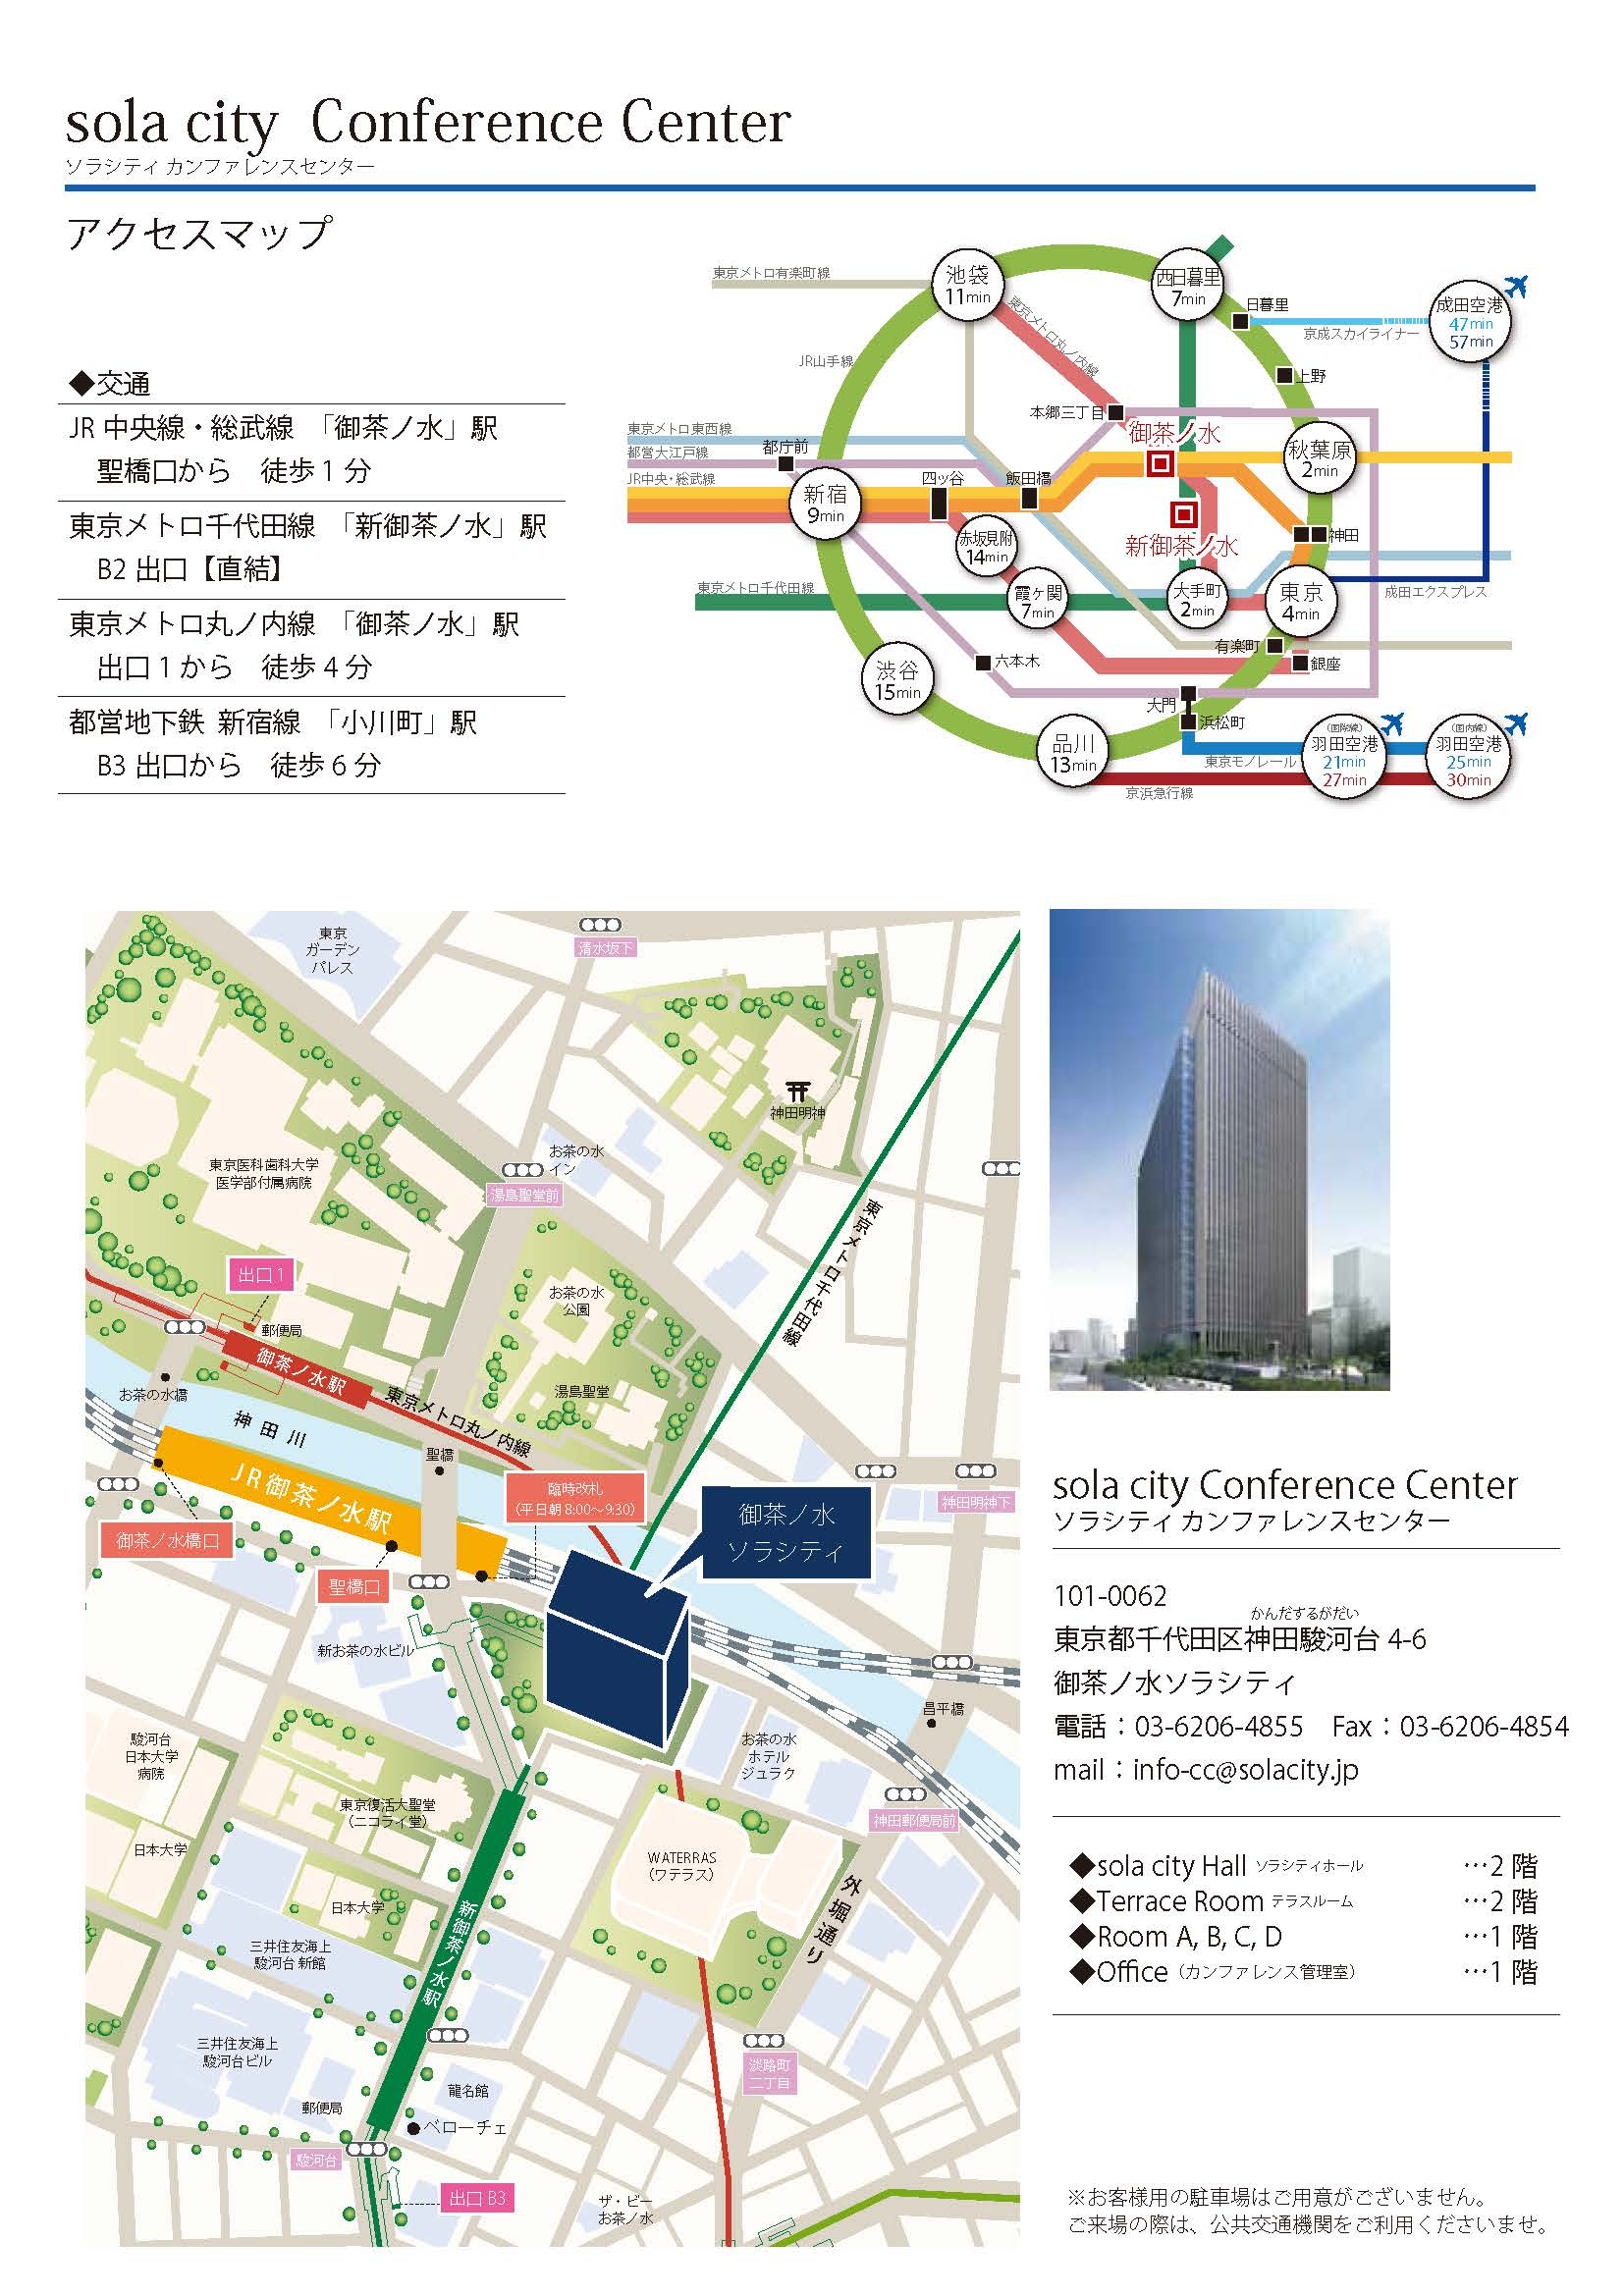 sola city Conference Center
ソラシティ カンファレンスセンター
アクセスマップ
◆交通
JR 中央線・総武線 「御茶ノ水」駅
聖橋口から 徒歩 1 分
東京メトロ千代田線 「新御茶ノ水」駅
B2 出口【直結】
東京メトロ丸ノ内線 「御茶ノ水」駅
出口 1 から 徒歩 4 分
都営地下鉄 新宿線 「小川町」駅
B3 出口から 徒歩 6 分
東京メトロ有楽町線
池袋
11min
西日暮里
7min
日暮里
京成スカイライナー
成田空港
47min
57min
東京メトロ丸ノ内線
JR山手線
上野
本郷三丁目
御茶ノ水
東京メトロ東西線
都営大江戸線
JR中央・総武線
都庁前
新宿
9min
四ッ谷
飯田橋
秋葉原
2min
赤坂見附
14min
新御茶ノ水
神田
東京メトロ千代田線
霞ヶ関
7min
大手町
2min
東京
4min
成田エクスプレス
有楽町
銀座
渋谷
15min
六本木
大門
浜松町
品川
13min
東京モノレール
京浜急行線
(国際線)
羽田空港
21min
27min
(国内線)
羽田空港
25min
30min
東京
ガーデン
パレス
清水坂下
神田明神
お茶の水
イン
湯島聖堂前
東京医科歯科大学
医学部付属病院
東京メトロ千代田線
出口 1
郵便局
御茶ノ水駅
お茶の水
公園
湯島聖堂
お茶の水橋
神田川
東京メトロ丸ノ内線
聖橋
JR御茶ノ水駅
臨時改札
(平日朝 8:00〜9:30)
御茶ノ水
ソラシティ
神田明神下
御茶ノ水橋口
聖橋口
新お茶の水ビル
昌平橋
お茶の水
ホテル
ジュラク
駿河台
日本大学
病院
東京復活大聖堂
(ニコライ堂)
神田郵便局前
日本大学
WATERRAS
(ワテラス)
外堀通り
日本大学
新御茶ノ水駅
三井住友海上
駿河台 新館
三井住友海上
駿河台ビル
淡路町
二丁目
龍名館
郵便局
ベローチェ
駿河台
出口 B3
ザ・ビー
お茶ノ水
sola city Conference Center
ソラシティ カンファレンスセンター
101-0062
かんだするがだい
東京都千代田区神田駿河台 4-6
御茶ノ水ソラシティ
電話：03-6206-4855 Fax：03-6206-4854
mail：info-cc@solacity.jp
◆sola city Hall ソラシティホール …2 階
◆Terrace Room テラスルーム …2 階
◆Room A, B, C, D …1 階
◆Office（カンファレンス管理室） …1 階
※お客様用の駐車場はご用意がございません。
ご来場の際は、公共交通機関をご利用くださいませ。